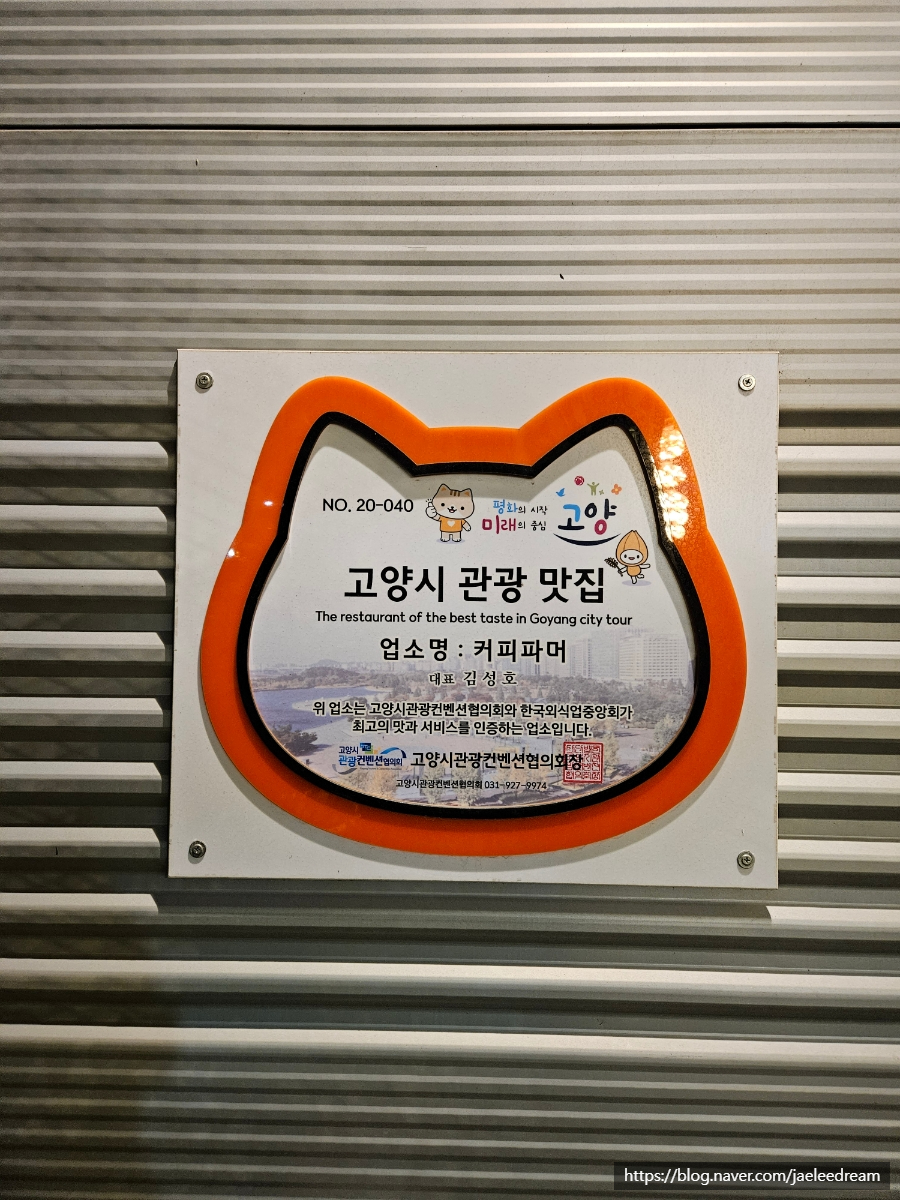 NO. 20-040
평화의 시작
미래의 중심
고양
고양시 관광 맛집
The restaurant of the best taste in Goyang city tour
업소명 : 커피파머
대표 김성호
위 업소는 고양시관광컨벤션협의회와 한국외식업중앙회가
최고의 맛과 서비스를 인증하는 업소입니다.
고양시
관광컨벤션협의회
고양시관광컨벤션협의회장
고양시관광컨벤션협의회 031-927-9974
https://blog.naver.com/jaeleedream